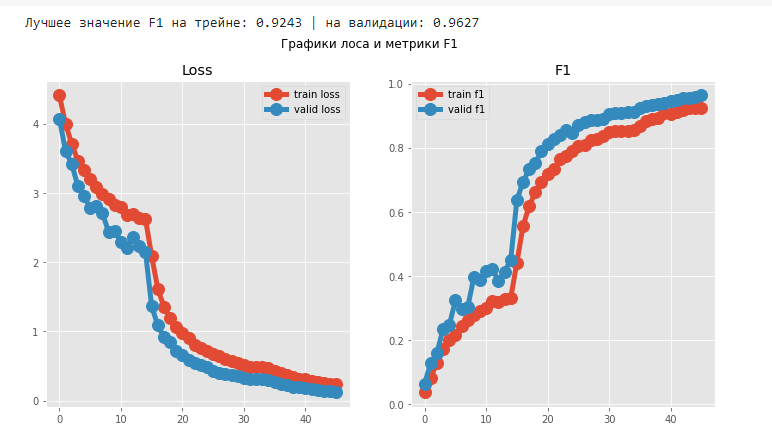 Лучшее значение F1 на трейне: 0.9243 | на валидации: 0.9627
Графики лоса и метрики F1
Loss
F1
train loss
valid loss
train f1
valid f1
4
3
2
1
0
0
10
20
30
40
1.0
0.8
0.6
0.4
0.2
0.0
0
10
20
30
40